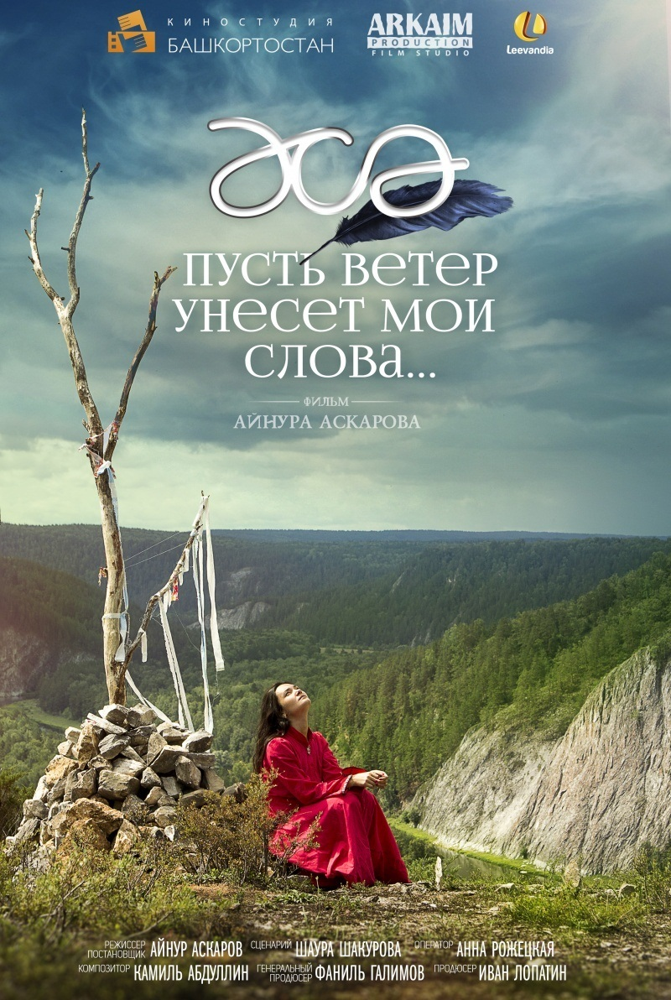 КИНОСТУДИЯ
БАШКОРТОСТАН
ARKAIM
PRODUCTION
FILM STUDIO
Leevandia
әсә
ПУСТЬ ВЕТЕР
УНЕСЕТ МОИ
СЛОВА...
ФИЛЬМ
АЙНУРА АСКАРОВА
РЕЖИССЕР ПОСТАНОВЩИК АЙНУР АСКАРОВ СЦЕНАРИЙ ШАУРА ШАКУРОВА ОПЕРАТОР АННА РОЖЕЦКАЯ
КОМПОЗИТОР КАМИЛЬ АБДУЛЛИН ГЕНЕРАЛЬНЫЙ ПРОДЮСЕР ФАНИЛЬ ГАЛИМОВ ПРОДЮСЕР ИВАН ЛОПАТИН